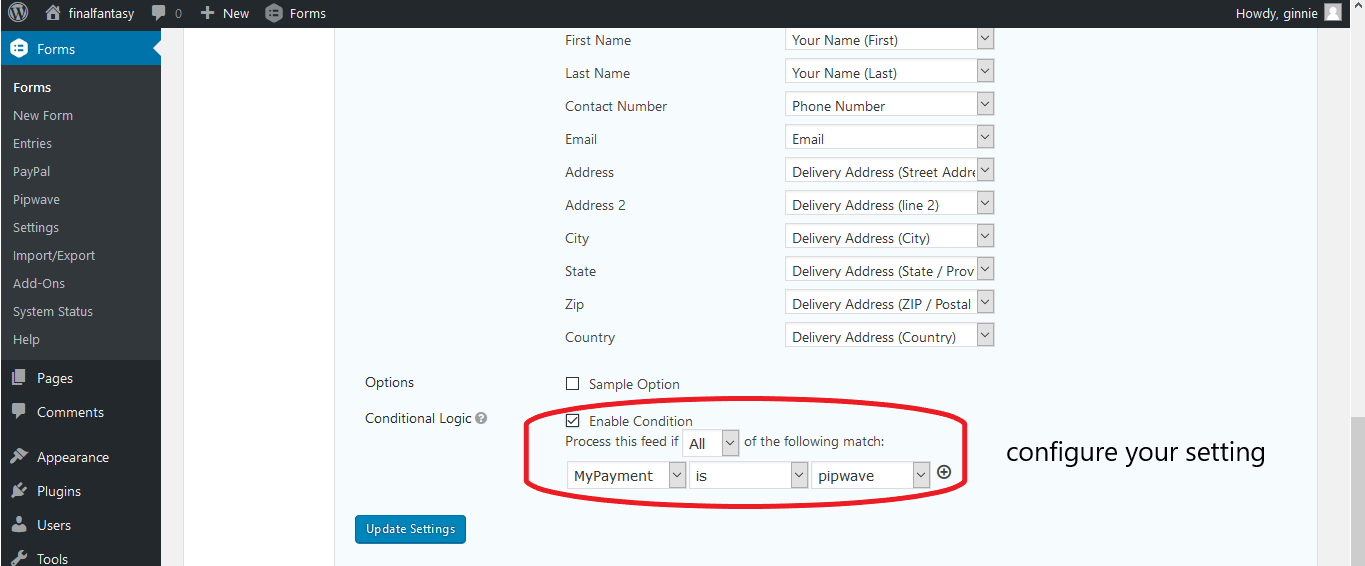 finalfantasy 0 New Forms Howdy, ginnie
Forms
Forms
New Form
Entries
PayPal
Pipwave
Settings
Import/Export
Add-Ons
System Status
Help
Pages
Comments
Appearance
Plugins
Users
Tools
First Name Your Name (First)
Last Name Your Name (Last)
Contact Number Phone Number
Email Email
Address Delivery Address (Street Addre
Address 2 Delivery Address (line 2)
City Delivery Address (City)
State Delivery Address (State / Prov
Zip Delivery Address (ZIP / Postal
Country Delivery Address (Country)
Options Sample Option
Conditional Logic ? Enable Condition
Process this feed if All of the following match:
MyPayment is pipwave
configure your setting
Update Settings